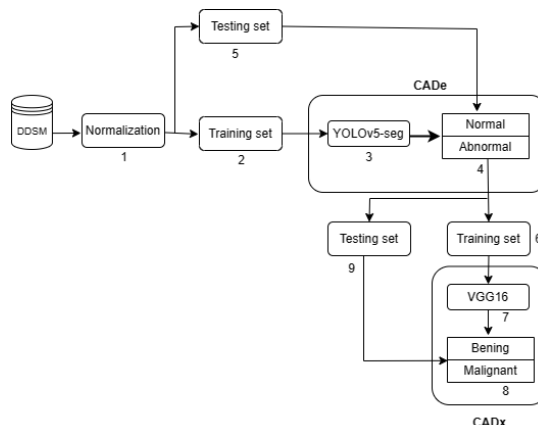 Testing set
5
CADe
DDSM
Normalization
1
Training set
2
YOLOv5-seg
3
Normal
Abnormal
4
Testing set
9
Training set
6
VGG16
7
Bening
Malignant
8
CADx